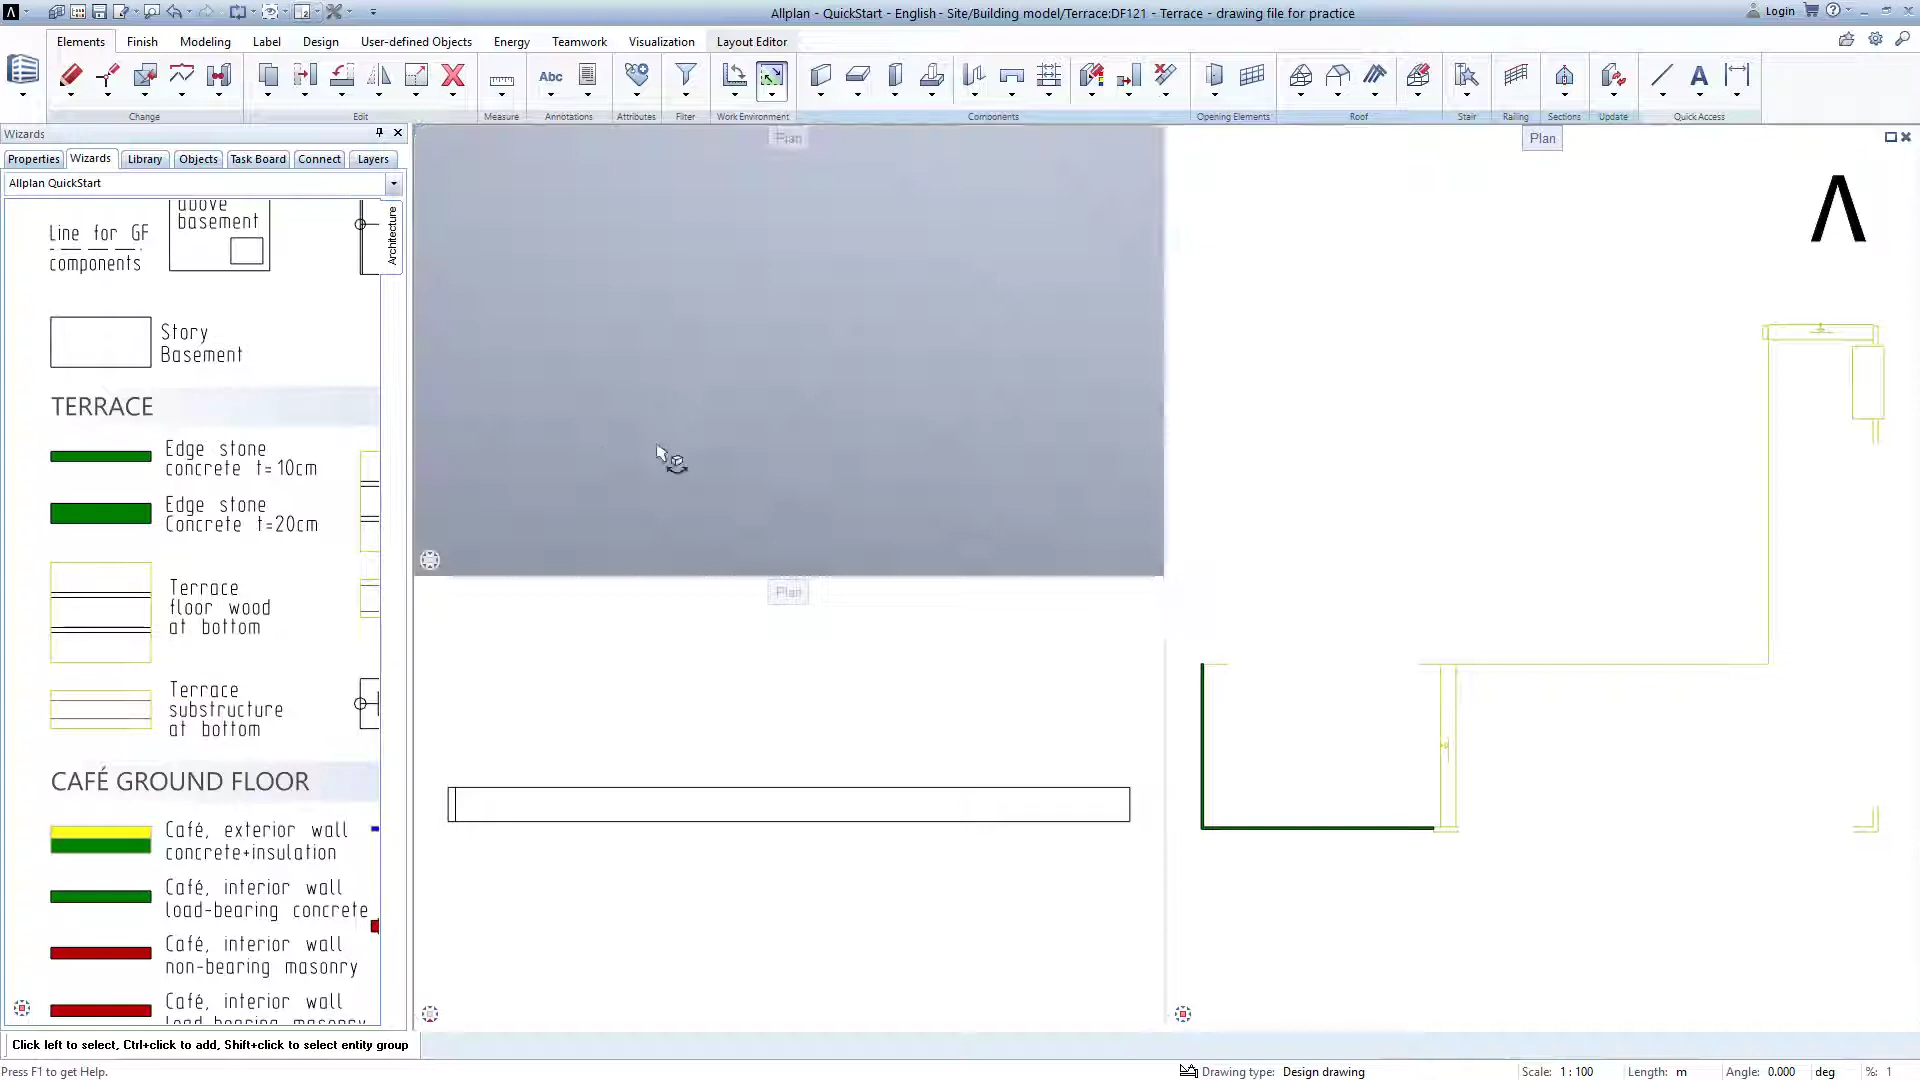 Allplan - QuickStart - English - Site/Building model/Terrace:DF121 - Terrace - drawing file for practice
Login
Elements Finish Modeling Label Design User-defined Objects Energy Teamwork Visualization Layout Editor
Abc
Change Edit Measure Annotations Attributes Filter Work Environment Components Opening Elements Roof Stair Railing Sections Update Quick Access
Wizards
Properties Wizards Library Objects Task Board Connect Layers
Allplan QuickStart
Architecture
Line for GF
components
above
basement
Story
Basement
TERRACE
Edge stone
concrete t=10cm
Edge stone
Concrete t=20cm
Terrace
floor wood
at bottom
Terrace
substructure
at bottom
CAFÉ GROUND FLOOR
Café, exterior wall
concrete+insulation
Café, interior wall
load-bearing concrete
Café, interior wall
non-bearing masonry
Café, interior wall
load-bearing masonry
Plan
Plan
Plan
Click left to select, Ctrl+click to add, Shift+click to select entity group
Press F1 to get Help.
Drawing type: Design drawing Scale: 1 : 100 Length: m Angle: 0.000 deg %: 1